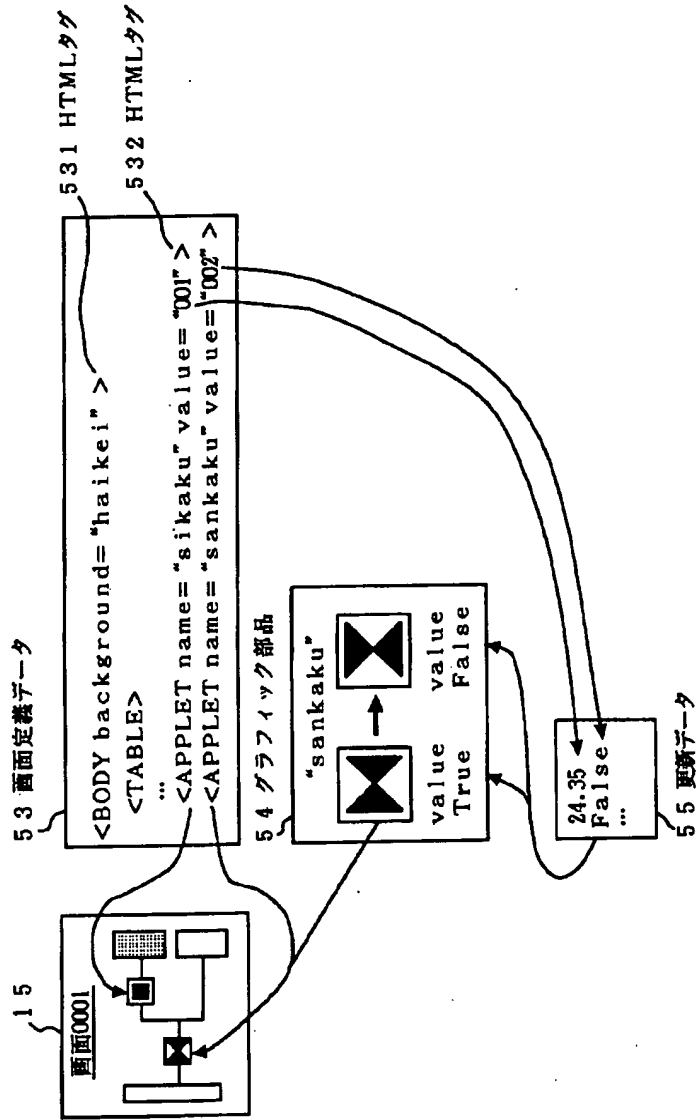 15
画面0001
53 画面定義データ
<BODY background="haikei" >
<TABLE>
...
<APPLET name="sikaku" value="001" >
<APPLET name="sankaku" value="002" >
531 HTMLタグ
532 HTMLタグ
54 グラフィック部品
"sankaku"
value True
value False
24.35
False
...
55 更新データ